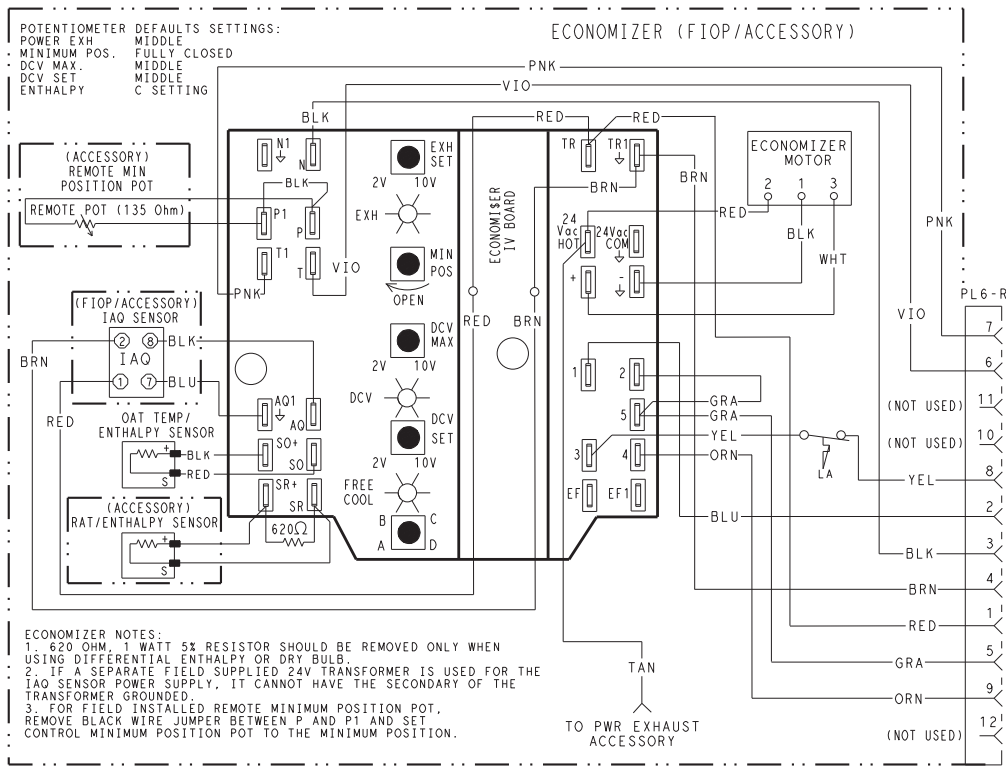 POTENTIOMETER DEFAULTS SETTINGS:
POWER EXH MIDDLE
MINIMUM POS. FULLY CLOSED
DCV MAX. MIDDLE
DCV SET MIDDLE
ENTHALPY C SETTING
ECONOMIZER (FIOP/ACCESSORY)
PNK
VIO
BLK
RED
RED
(ACCESSORY)
REMOTE MIN
POSITION POT
REMOTE POT (135 Ohm)
N1
N
BLK
P1
P
T1
T
VIO
PNK
EXH
SET
2V 10V
EXH
MIN
POS
OPEN
DCV
MAX
2V 10V
DCV
DCV
SET
2V 10V
FREE
COOL
B C
A D
ECONOMI$ER
IV BOARD
RED
BRN
TR
TR1
BRN
BRN
24
Vac
HOT
24Vac
COM
+
-
1
2
5
3
4
EF
EF1
ECONOMIZER
MOTOR
2 1 3
RED
BLK
WHT
PNK
VIO
(FIOP/ACCESSORY)
IAQ SENSOR
2 8
IAQ
1 7
BLK
BLU
BRN
RED
AQ1
AQ
OAT TEMP/
ENTHALPY SENSOR
+
S
BLK
RED
SO+
SO
SR+
SR
620Ω
(ACCESSORY)
RAT/ENTHALPY SENSOR
+
S
GRA
GRA
YEL
ORN
LA
BLU
PL6-R
7
6
(NOT USED) 11
(NOT USED) 10
YEL 8
2
BLK 3
BRN 4
RED 1
GRA 5
ORN 9
(NOT USED) 12
TAN
TO PWR EXHAUST
ACCESSORY
ECONOMIZER NOTES:
1. 620 OHM, 1 WATT 5% RESISTOR SHOULD BE REMOVED ONLY WHEN
USING DIFFERENTIAL ENTHALPY OR DRY BULB.
2. IF A SEPARATE FIELD SUPPLIED 24V TRANSFORMER IS USED FOR THE
IAQ SENSOR POWER SUPPLY, IT CANNOT HAVE THE SECONDARY OF THE
TRANSFORMER GROUNDED.
3. FOR FIELD INSTALLED REMOTE MINIMUM POSITION POT,
REMOVE BLACK WIRE JUMPER BETWEEN P AND P1 AND SET
CONTROL MINIMUM POSITION POT TO THE MINIMUM POSITION.